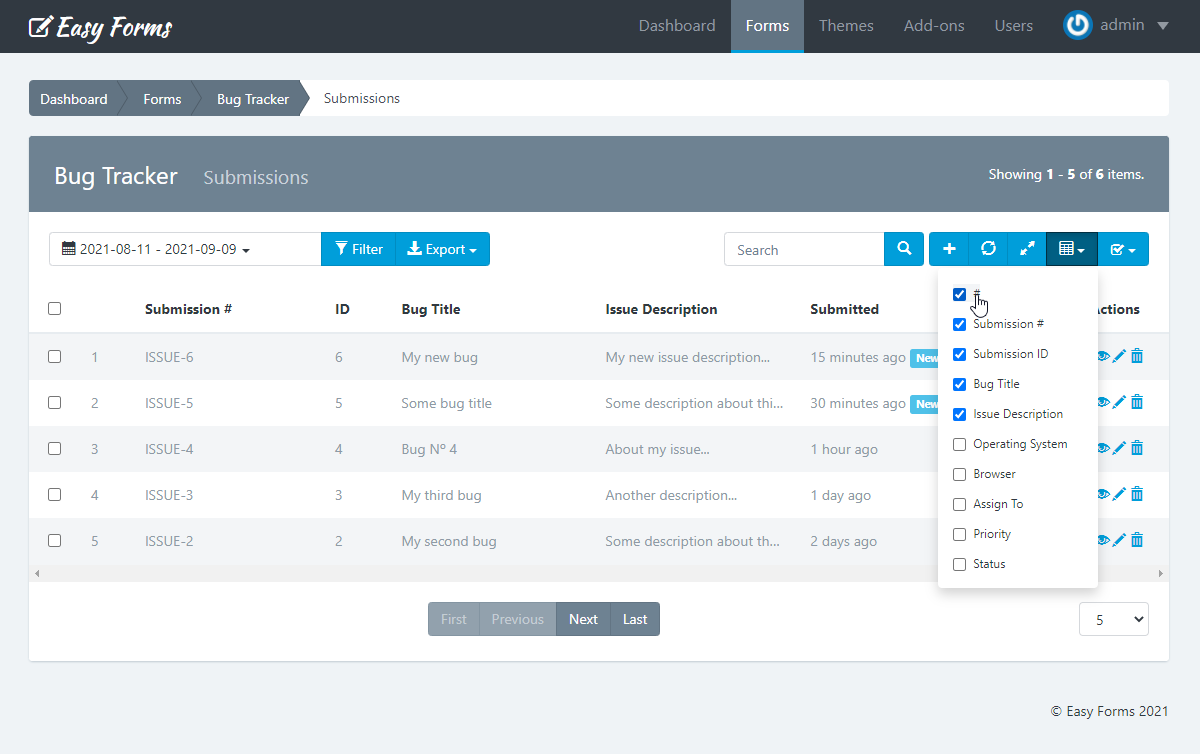 Easy Forms
Dashboard Forms Themes Add-ons Users admin
Dashboard Forms Bug Tracker Submissions
Bug Tracker Submissions Showing 1 - 5 of 6 items.
2021-08-11 - 2021-09-09 Filter Export Search
Submission # ID Bug Title Issue Description Submitted ctions
1 ISSUE-6 6 My new bug My new issue description... 15 minutes ago New
2 ISSUE-5 5 Some bug title Some description about thi... 30 minutes ago New
3 ISSUE-4 4 Bug Nº 4 About my issue... 1 hour ago
4 ISSUE-3 3 My third bug Another description... 1 day ago
5 ISSUE-2 2 My second bug Some description about th... 2 days ago
#
Submission #
Submission ID
Bug Title
Issue Description
Operating System
Browser
Assign To
Priority
Status
First Previous Next Last 5
© Easy Forms 2021